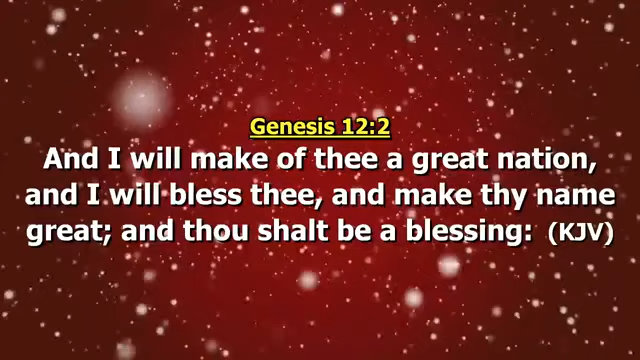 Genesis 12:2
And I will make of thee a great nation,
and I will bless thee, and make thy name
great; and thou shalt be a blessing: (KJV)